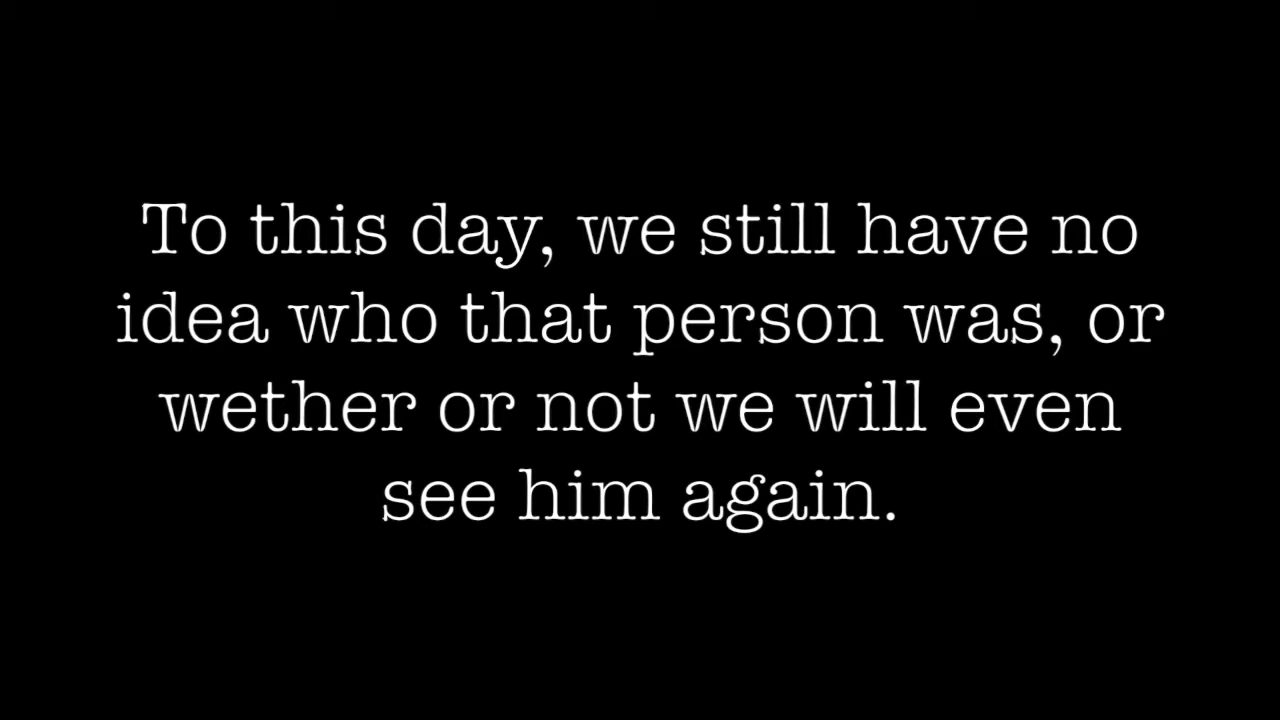 To this day, we still have no
idea who that person was, or
wether or not we will even
see him again.